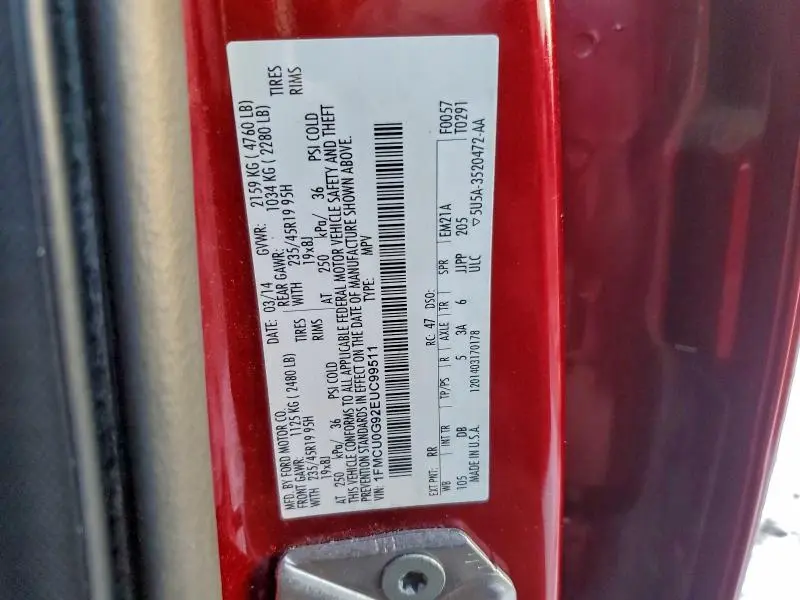 MFD. BY FORD MOTOR CO. DATE: 03/14 GVWR: 2159 KG ( 4760 LB)
FRONT GAWR: 1125 KG ( 2480 LB) REAR GAWR: 1034 KG ( 2280 LB)
WITH 235/45R19 95H TIRES WITH 235/45R19 95H TIRES
19x8J RIMS 19x8J RIMS
AT 250 kPa/ 36 PSI COLD AT 250 kPa/ 36 PSI COLD
THIS VEHICLE CONFORMS TO ALL APPLICABLE FEDERAL MOTOR VEHICLE SAFETY AND THEFT
PREVENTION STANDARDS IN EFFECT ON THE DATE OF MANUFACTURE SHOWN ABOVE.
VIN: 1FMCU0G92EUC99511 TYPE: MPV
F0057
T0291
EXT PNT: RR RC: 47 DSO:
WB INT TR TP/PS R AXLE TR SPR EM21A
105 DB 5 3A 6 JJPP 205
MADE IN U.S.A. 1201403170178 ULC ▽5U5A-3520472-AA